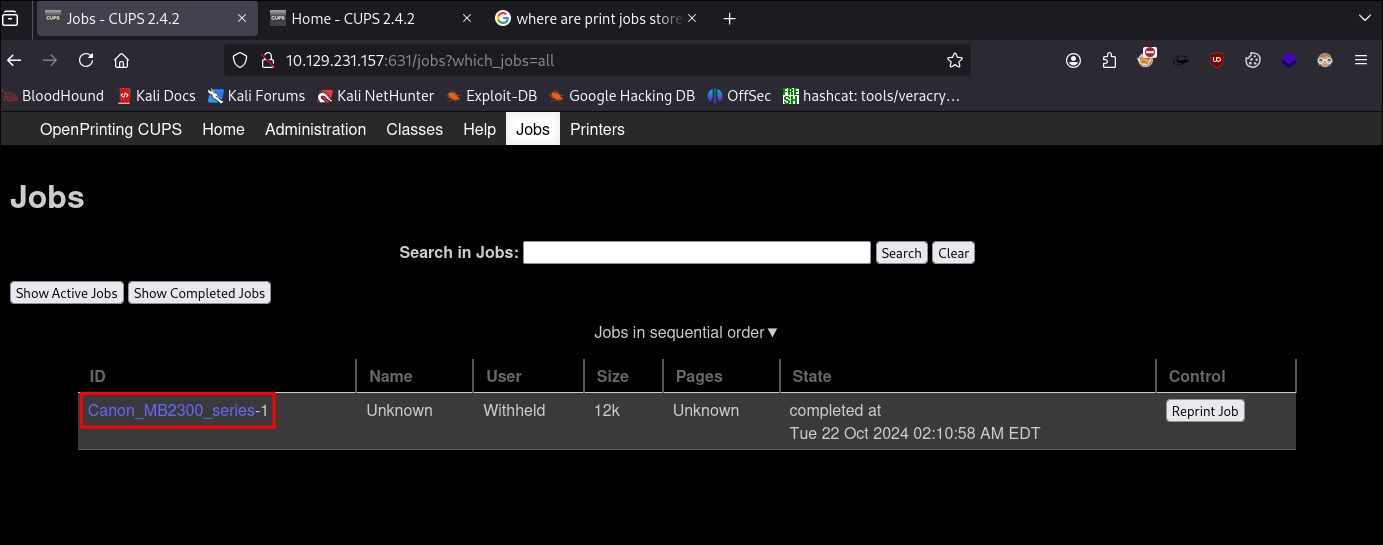 Jobs - CUPS 2.4.2
Home - CUPS 2.4.2
where are print jobs store
10.129.231.157:631/jobs?which_jobs=all
BloodHound Kali Docs Kali Forums Kali NetHunter Exploit-DB Google Hacking DB OffSec hashcat: tools/veracry…
OpenPrinting CUPS Home Administration Classes Help Jobs Printers
Jobs
Search in Jobs: Search Clear
Show Active Jobs Show Completed Jobs
Jobs in sequential order▼
ID Name User Size Pages State Control
Canon_MB2300_series-1 Unknown Withheld 12k Unknown completed at Reprint Job
Tue 22 Oct 2024 02:10:58 AM EDT